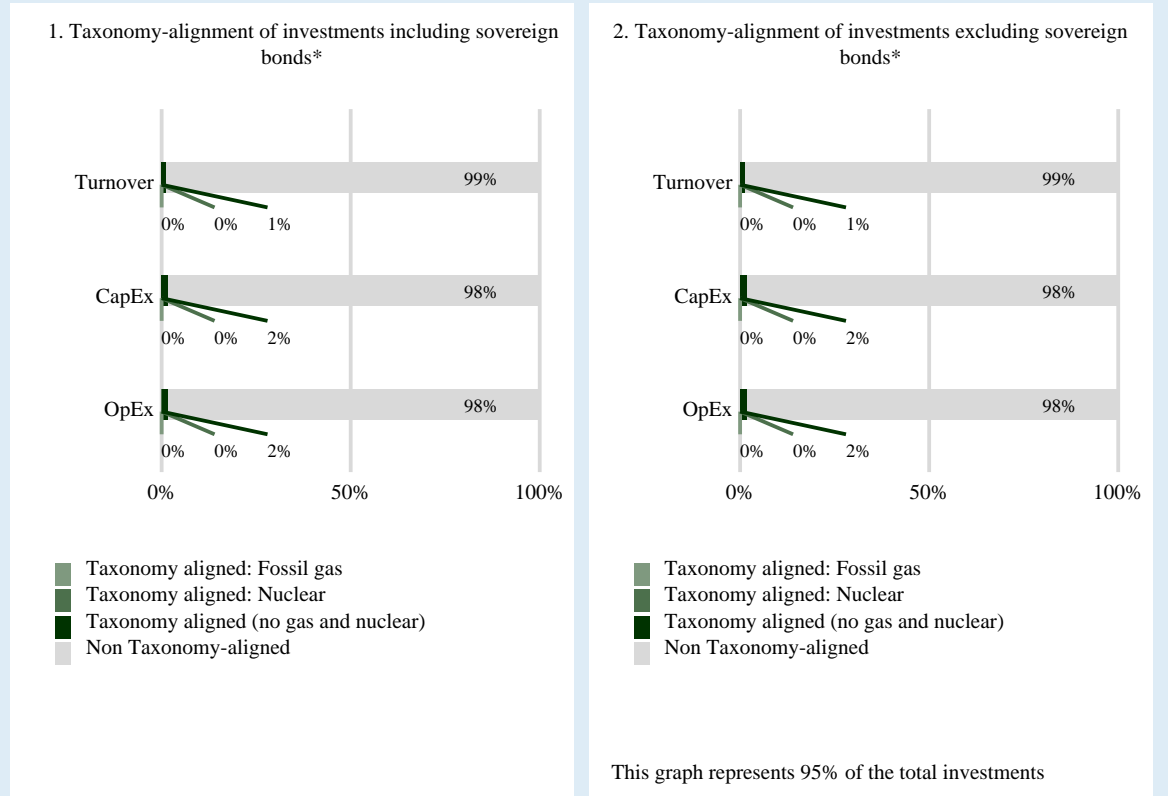 1. Taxonomy-alignment of investments including sovereign
bonds*
Turnover
99%
0% 0% 1%
CapEx
98%
0% 0% 2%
OpEx
98%
0% 0% 2%
0% 50% 100%
Taxonomy aligned: Fossil gas
Taxonomy aligned: Nuclear
Taxonomy aligned (no gas and nuclear)
Non Taxonomy-aligned
2. Taxonomy-alignment of investments excluding sovereign
bonds*
Turnover
99%
0% 0% 1%
CapEx
98%
0% 0% 2%
OpEx
98%
0% 0% 2%
0% 50% 100%
Taxonomy aligned: Fossil gas
Taxonomy aligned: Nuclear
Taxonomy aligned (no gas and nuclear)
Non Taxonomy-aligned
This graph represents 95% of the total investments